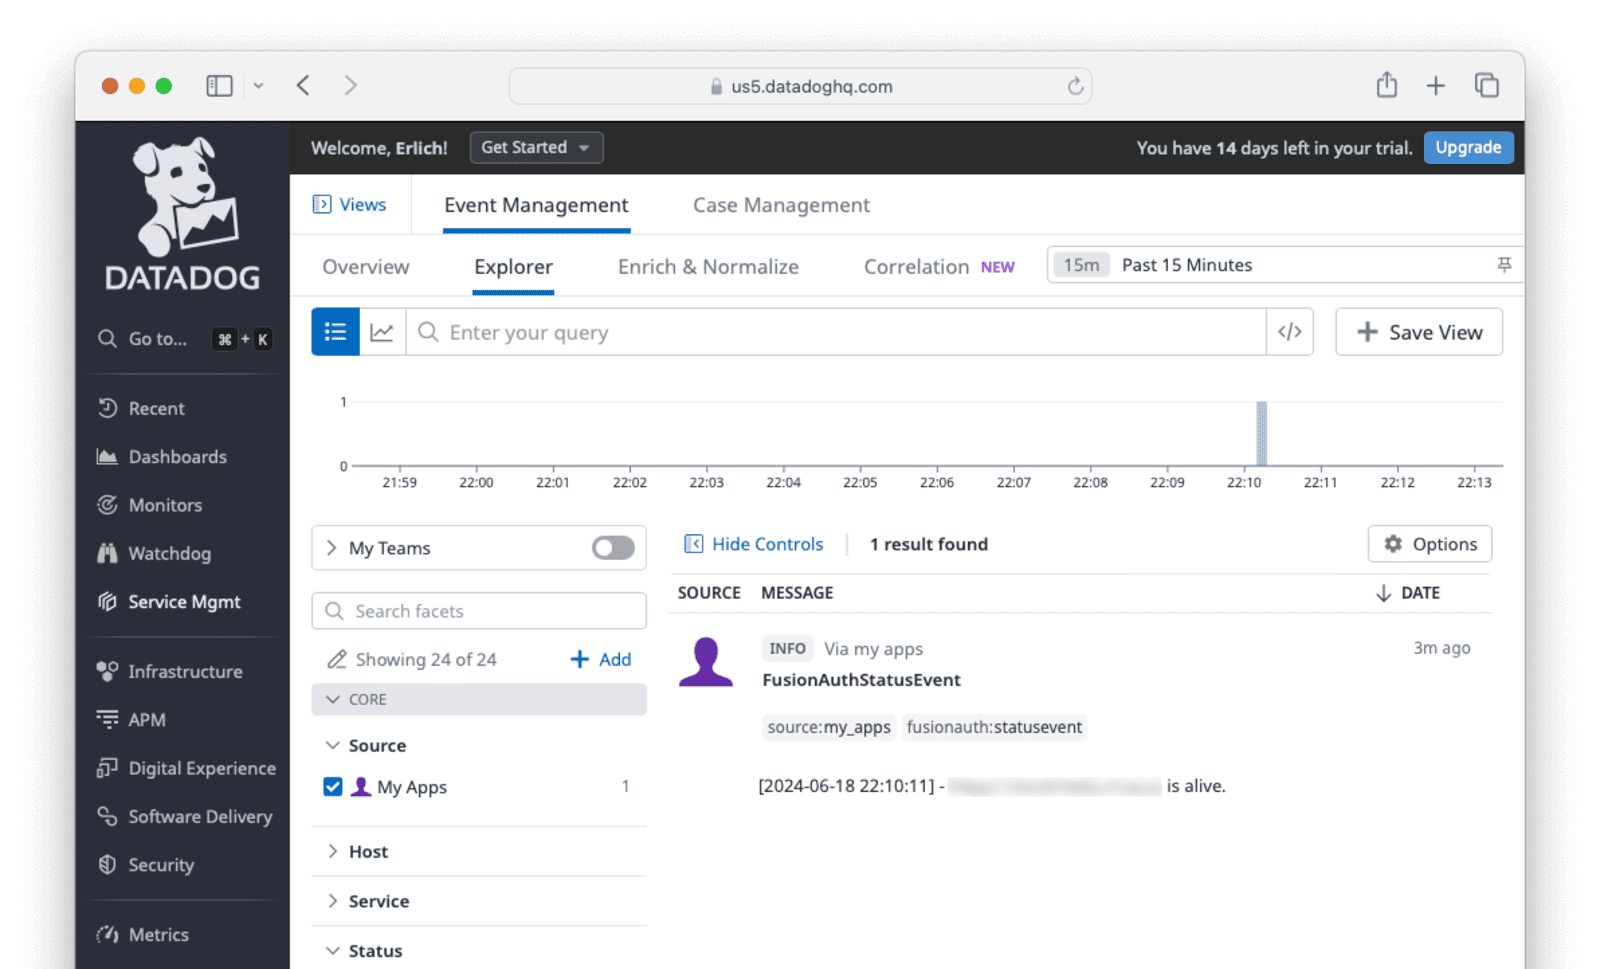 us5.datadoghq.com
DATADOG
Go to... ⌘ + K
Recent
Dashboards
Monitors
Watchdog
Service Mgmt
Infrastructure
APM
Digital Experience
Software Delivery
Security
Metrics
Welcome, Erlich! Get Started
You have 14 days left in your trial. Upgrade
Views Event Management Case Management
Overview Explorer Enrich & Normalize Correlation NEW 15m Past 15 Minutes
Enter your query </> + Save View
1
0
21:59 22:00 22:01 22:02 22:03 22:04 22:05 22:06 22:07 22:08 22:09 22:10 22:11 22:12 22:13
My Teams
Search facets
Showing 24 of 24 + Add
CORE
Source
My Apps 1
Host
Service
Status
Hide Controls 1 result found Options
SOURCE MESSAGE ↓ DATE
INFO Via my apps 3m ago
FusionAuthStatusEvent
source:my_apps fusionauth:statusevent
[2024-06-18 22:10:11] - is alive.